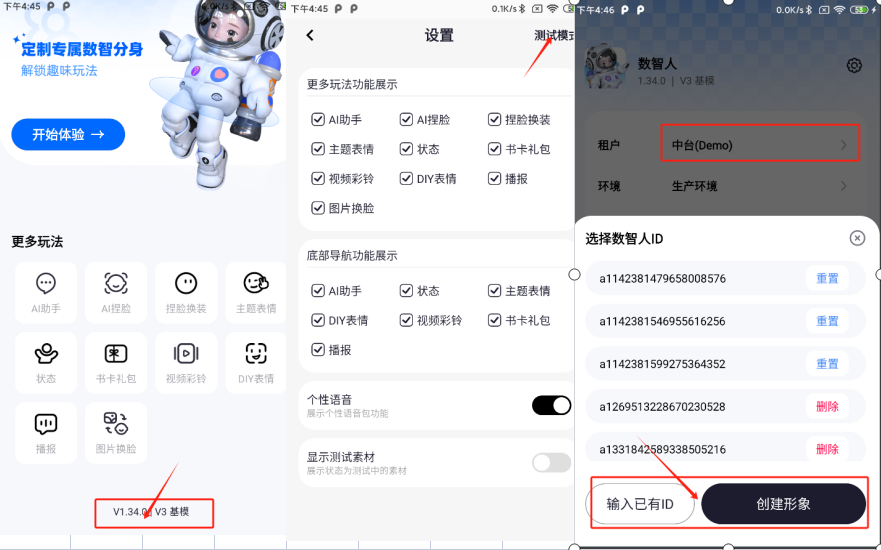 下午4:45
定制专属数智分身
解锁趣味玩法
开始体验 →
更多玩法
AI助手 AI捏脸 捏脸换装 主题表情
状态 书卡礼包 视频彩铃 DIY表情
播报 图片换脸
V1.34.0 | V3 基模
下午4:45 0.1K/s
设置 测试模式
更多玩法功能展示
AI助手 AI捏脸 捏脸换装
主题表情 状态 书卡礼包
视频彩铃 DIY表情 播报
图片换脸
底部导航功能展示
AI助手 状态 主题表情
DIY表情 视频彩铃 书卡礼包
播报
个性语音
展示个性语音包功能
显示测试素材
展示状态为测试中的素材
下午4:46 0.0K/s 53
数智人
1.34.0 | V3 基模
租户 中台(Demo)
环境 生产环境
选择数智人ID
a1142381479658008576 重置
a1142381546955616256 重置
a1142381599275364352 重置
a1269513228670230528 删除
a1331842589338505216 删除
输入已有ID 创建形象